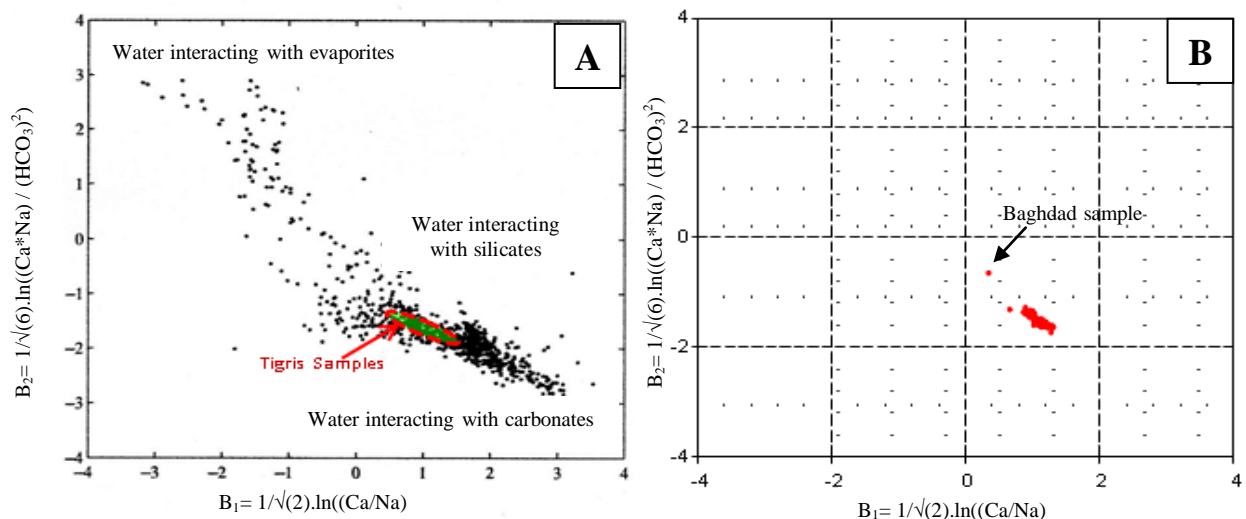 A
Water interacting with evaporites
Water interacting
with silicates
Tigris Samples
Water interacting with carbonates
4
3
2
1
0
−1
−2
−3
−4
−4
−3
−2
−1
0
1
2
3
4
B₂= 1/√(6).ln((Ca*Na) / (HCO₃)²)
B₁= 1/√(2).ln((Ca/Na)
B
Baghdad sample
4
2
0
-2
-4
-4
-2
0
2
4
B₂= 1/√(6).ln((Ca*Na) / (HCO₃)²)
B₁= 1/√(2).ln((Ca/Na)